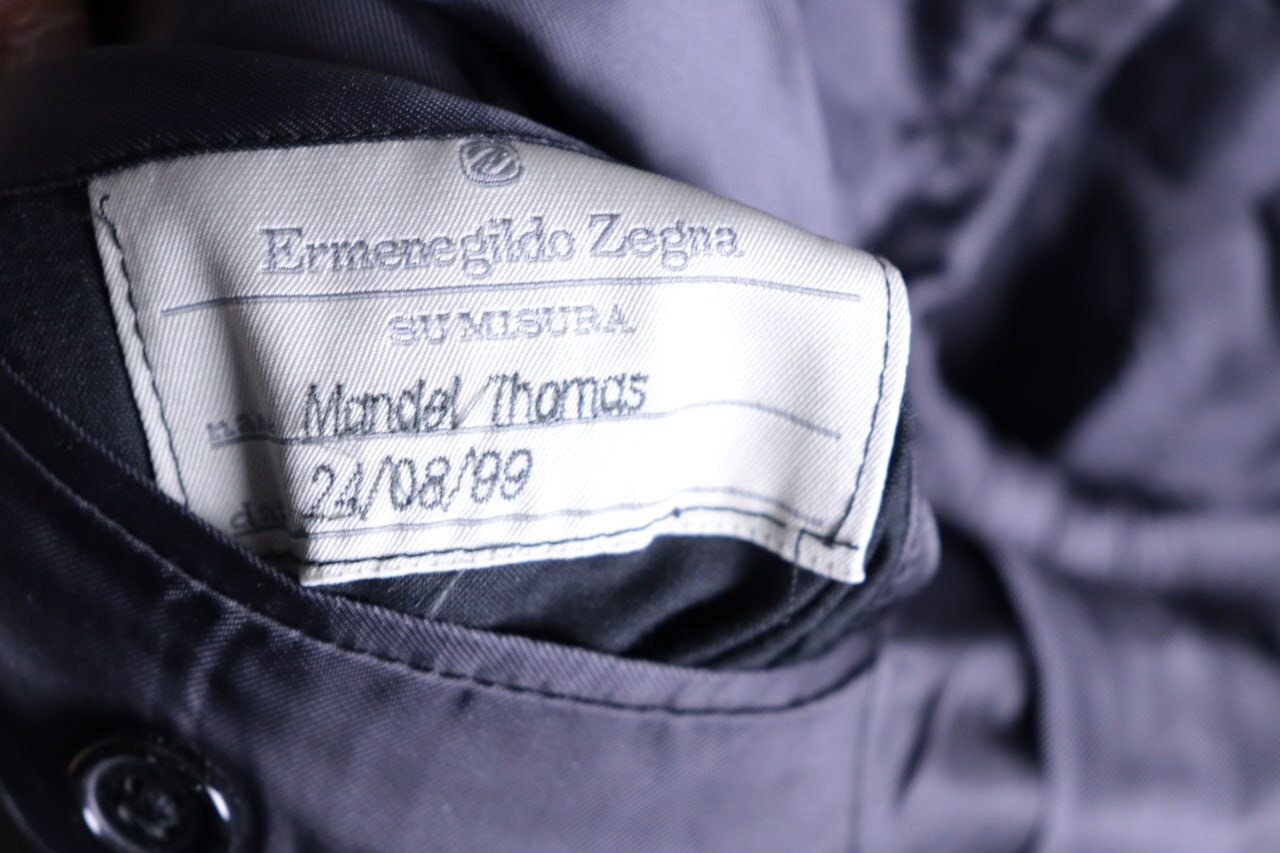 Ermenegildo Zegna
SU MISURA
Mandel Thomas
24/08/99